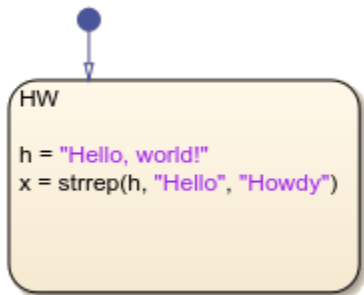 HW
h = "Hello, world!"
x = strrep(h, "Hello", "Howdy")